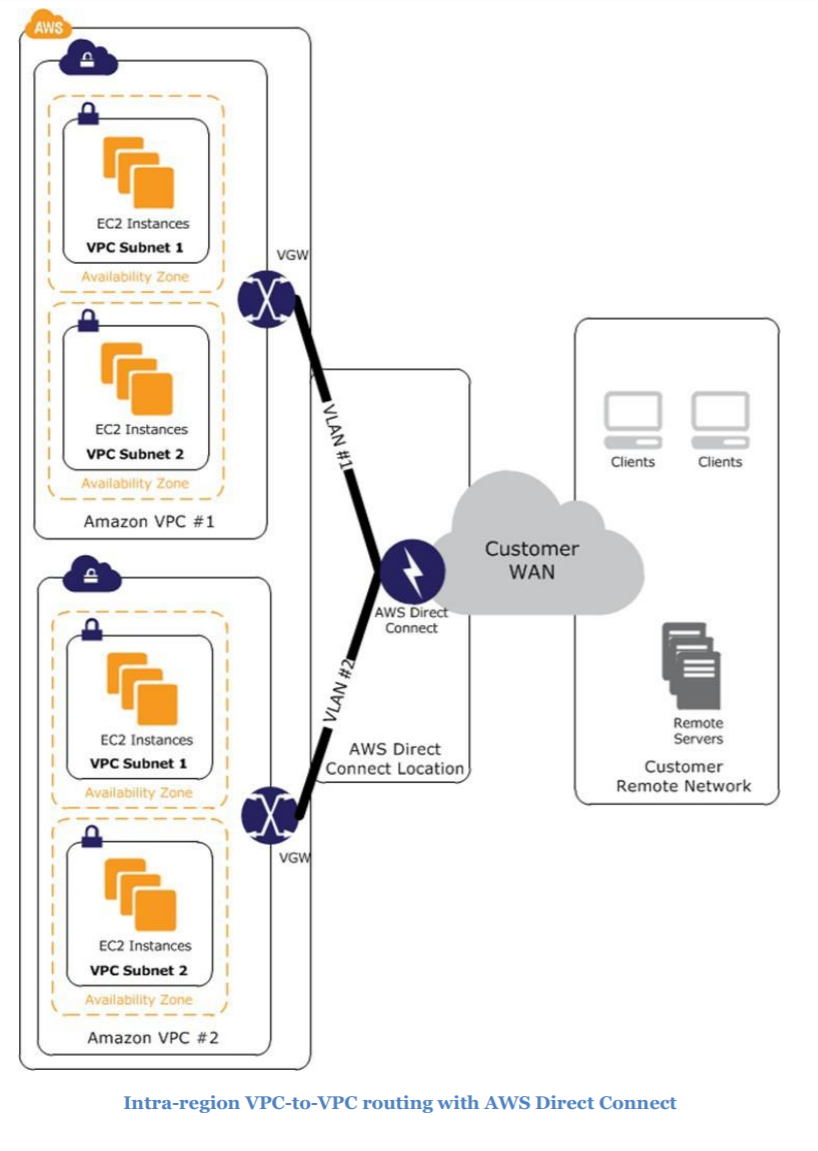 AWS
EC2 Instances
VPC Subnet 1
Availability Zone
EC2 Instances
VPC Subnet 2
Availability Zone
Amazon VPC #1
VGW
VLAN #1
EC2 Instances
VPC Subnet 1
Availability Zone
EC2 Instances
VPC Subnet 2
Availability Zone
Amazon VPC #2
VGW
VLAN #2
AWS Direct
Connect
AWS Direct
Connect Location
Customer
WAN
Clients
Clients
Remote
Servers
Customer
Remote Network
Intra-region VPC-to-VPC routing with AWS Direct Connect